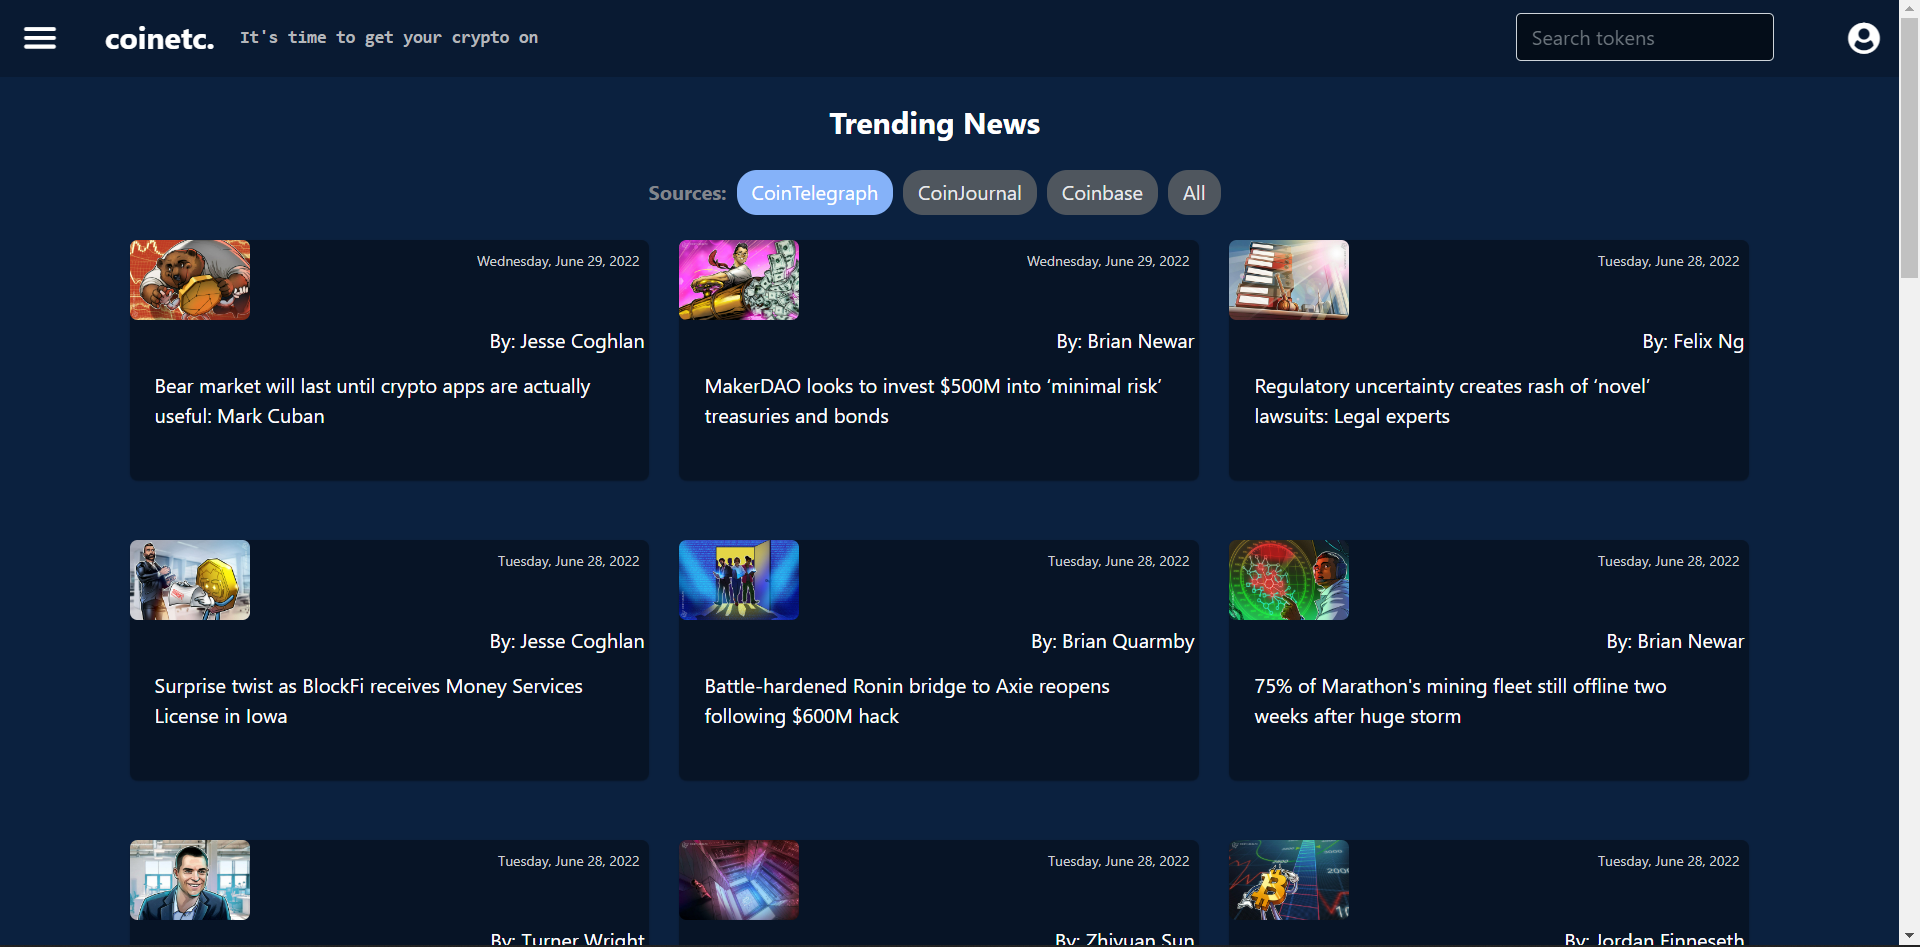 coinetc.
It's time to get your crypto on
Search tokens
Trending News
Sources:
CoinTelegraph
CoinJournal
Coinbase
All
Wednesday, June 29, 2022
By: Jesse Coghlan
Bear market will last until crypto apps are actually
useful: Mark Cuban
Wednesday, June 29, 2022
By: Brian Newar
MakerDAO looks to invest $500M into ‘minimal risk’
treasuries and bonds
Tuesday, June 28, 2022
By: Felix Ng
Regulatory uncertainty creates rash of ‘novel’
lawsuits: Legal experts
Tuesday, June 28, 2022
By: Jesse Coghlan
Surprise twist as BlockFi receives Money Services
License in Iowa
Tuesday, June 28, 2022
By: Brian Quarmby
Battle-hardened Ronin bridge to Axie reopens
following $600M hack
Tuesday, June 28, 2022
By: Brian Newar
75% of Marathon's mining fleet still offline two
weeks after huge storm
Tuesday, June 28, 2022
By: Turner Wright
Tuesday, June 28, 2022
By: Zhiyuan Sun
Tuesday, June 28, 2022
By: Jordan Finneseth